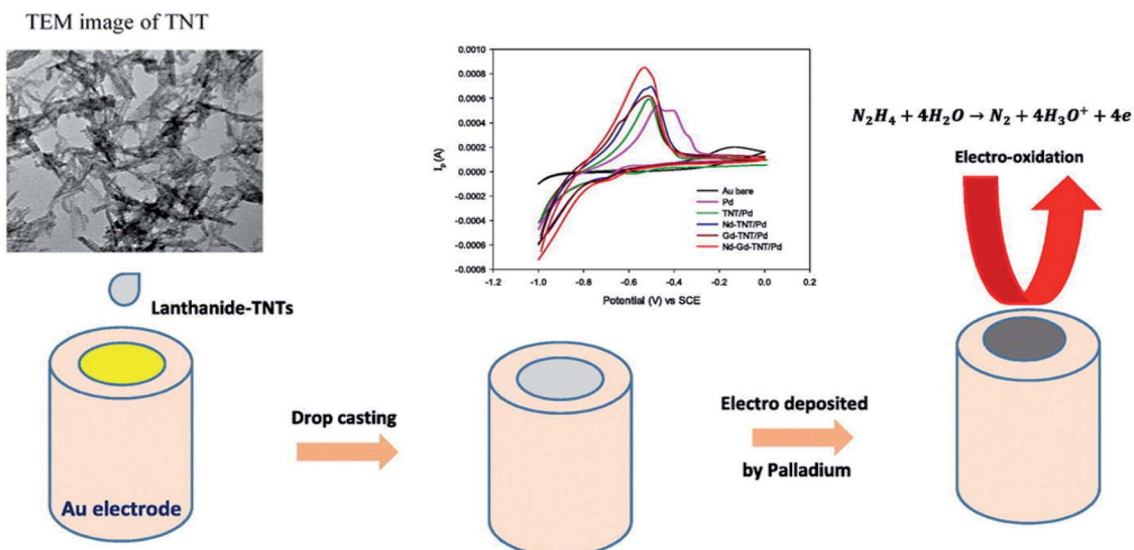 TEM image of TNT
0.0010
0.0008
0.0006
0.0004
0.0002
0.0000
-0.0002
-0.0004
-0.0006
-0.0008
Ip (A)
Au bare
Pd
TNT/Pd
Nd-TNT/Pd
Gd-TNT/Pd
Nd-Gd-TNT/Pd
-1.2 -1.0 -0.8 -0.6 -0.4 -0.2 0.0 0.2
Potential (V) vs SCE
N₂H₄ + 4H₂O → N₂ + 4H₃O⁺ + 4e
Electro-oxidation
Lanthanide-TNTs
Au electrode
Drop casting
Electro deposited
by Palladium